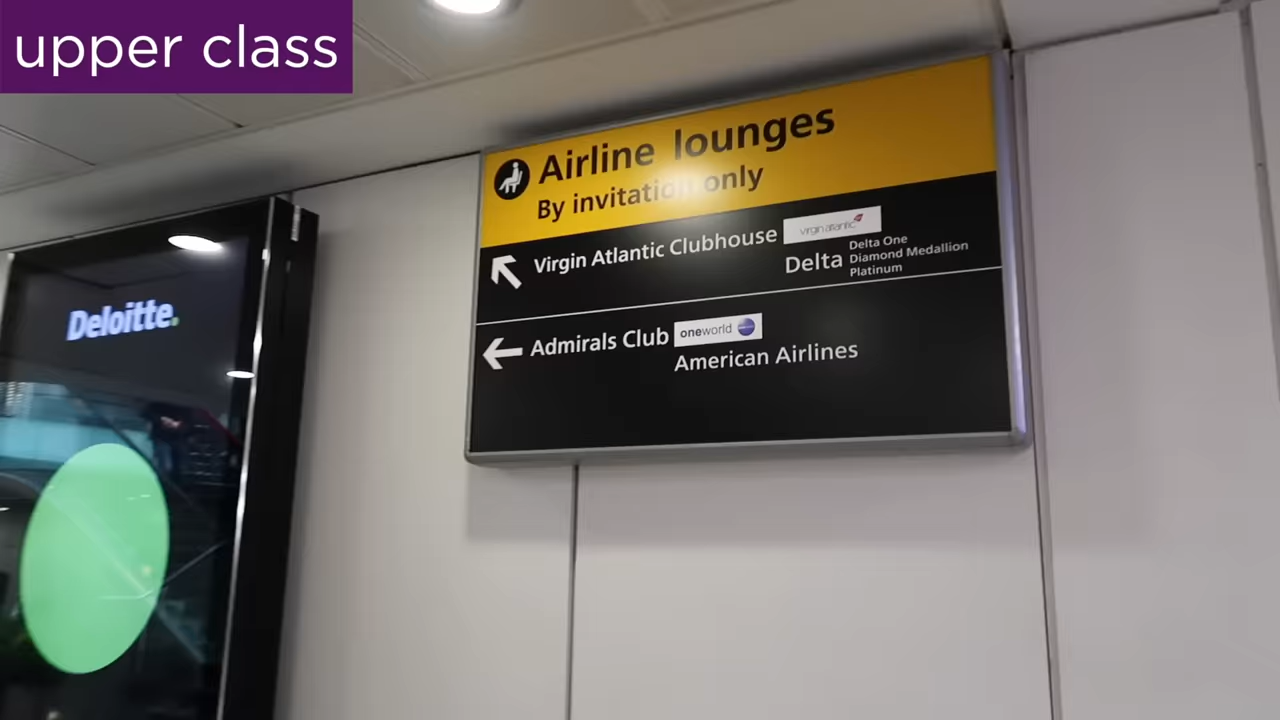 upper class
Airline lounges
By invitation only
Virgin Atlantic Clubhouse virgin atlantic
Delta Delta One
Diamond Medallion
Platinum
Admirals Club oneworld
American Airlines
Deloitte.